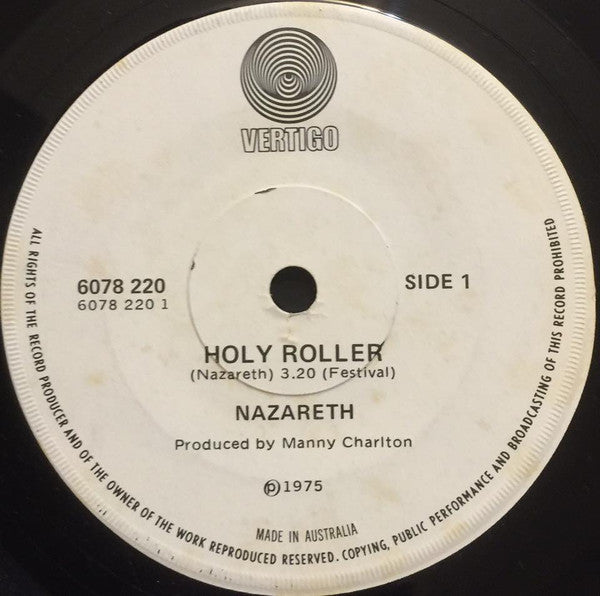 VERTIGO
6078 220
6078 220 1
SIDE 1
HOLY ROLLER
(Nazareth) 3.20 (Festival)
NAZARETH
Produced by Manny Charlton
℗1975
MADE IN AUSTRALIA
ALL RIGHTS OF THE RECORD PRODUCER AND OF THE OWNER OF THE WORK REPRODUCED RESERVED. COPYING, PUBLIC PERFORMANCE AND BROADCASTING OF THIS RECORD PROHIBITED